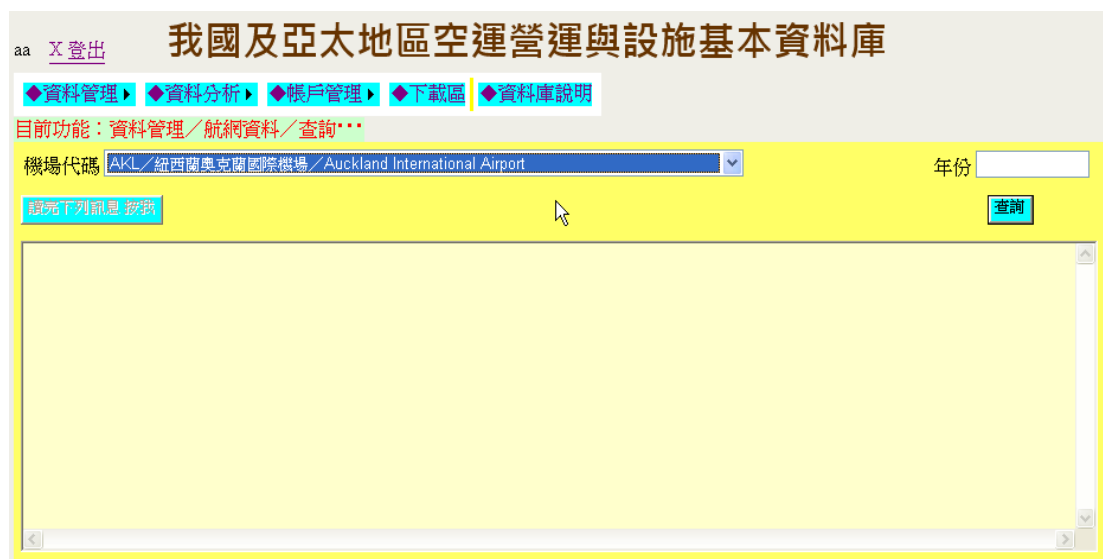 aa X 登出 我國及亞太地區空運營運與設施基本資料庫
◆資料管理 ◆資料分析 ◆帳戶管理 ◆下載區 ◆資料庫說明
目前功能：資料管理／航網資料／查詢…
機場代碼 AKL／紐西蘭奧克蘭國際機場／Auckland International Airport 年份
讀完下列訊息 按我 查詢